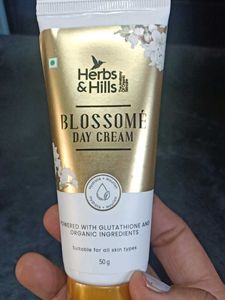 Herbs
& Hills
BLOSSOMÉ
DAY CREAM
POWERED WITH GLUTATHIONE AND
ORGANIC INGREDIENTS
Suitable for all skin types
50 g